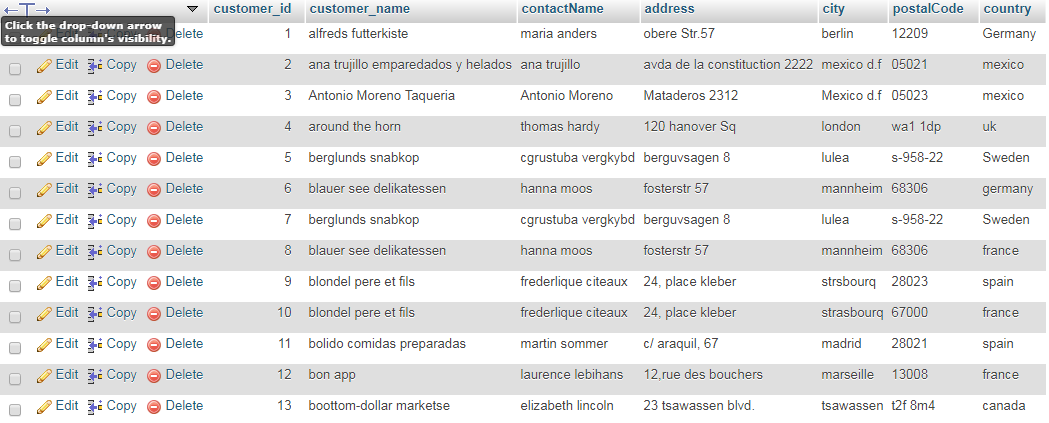 customer_id customer_name contactName address city postalCode country
Click the drop-down arrow
to toggle column's visibility.
1 alfreds futterkiste maria anders obere Str.57 berlin 12209 Germany
Edit Copy Delete 2 ana trujillo emparedados y helados ana trujillo avda de la constitution 2222 mexico d.f 05021 mexico
Edit Copy Delete 3 Antonio Moreno Taqueria Antonio Moreno Mataderos 2312 Mexico d.f 05023 mexico
Edit Copy Delete 4 around the horn thomas hardy 120 hanover Sq london wa1 1dp uk
Edit Copy Delete 5 berglunds snabkop cgrustuba vergkybd berguvsagen 8 lulea s-958-22 Sweden
Edit Copy Delete 6 blauer see delikatessen hanna moos fosterstr 57 mannheim 68306 germany
Edit Copy Delete 7 berglunds snabkop cgrustuba vergkybd berguvsagen 8 lulea s-958-22 Sweden
Edit Copy Delete 8 blauer see delikatessen hanna moos fosterstr 57 mannheim 68306 france
Edit Copy Delete 9 blondel pere et fils frederlique citeaux 24, place kleber strsbourq 28023 spain
Edit Copy Delete 10 blondel pere et fils frederlique citeaux 24, place kleber strasbourq 67000 france
Edit Copy Delete 11 bolido comidas preparadas martin sommer c/ araquil, 67 madrid 28021 spain
Edit Copy Delete 12 bon app laurence lebihans 12,rue des bouchers marseille 13008 france
Edit Copy Delete 13 boottom-dollar marketse elizabeth lincoln 23 tsawassen blvd. tsawassen t2f 8m4 canada